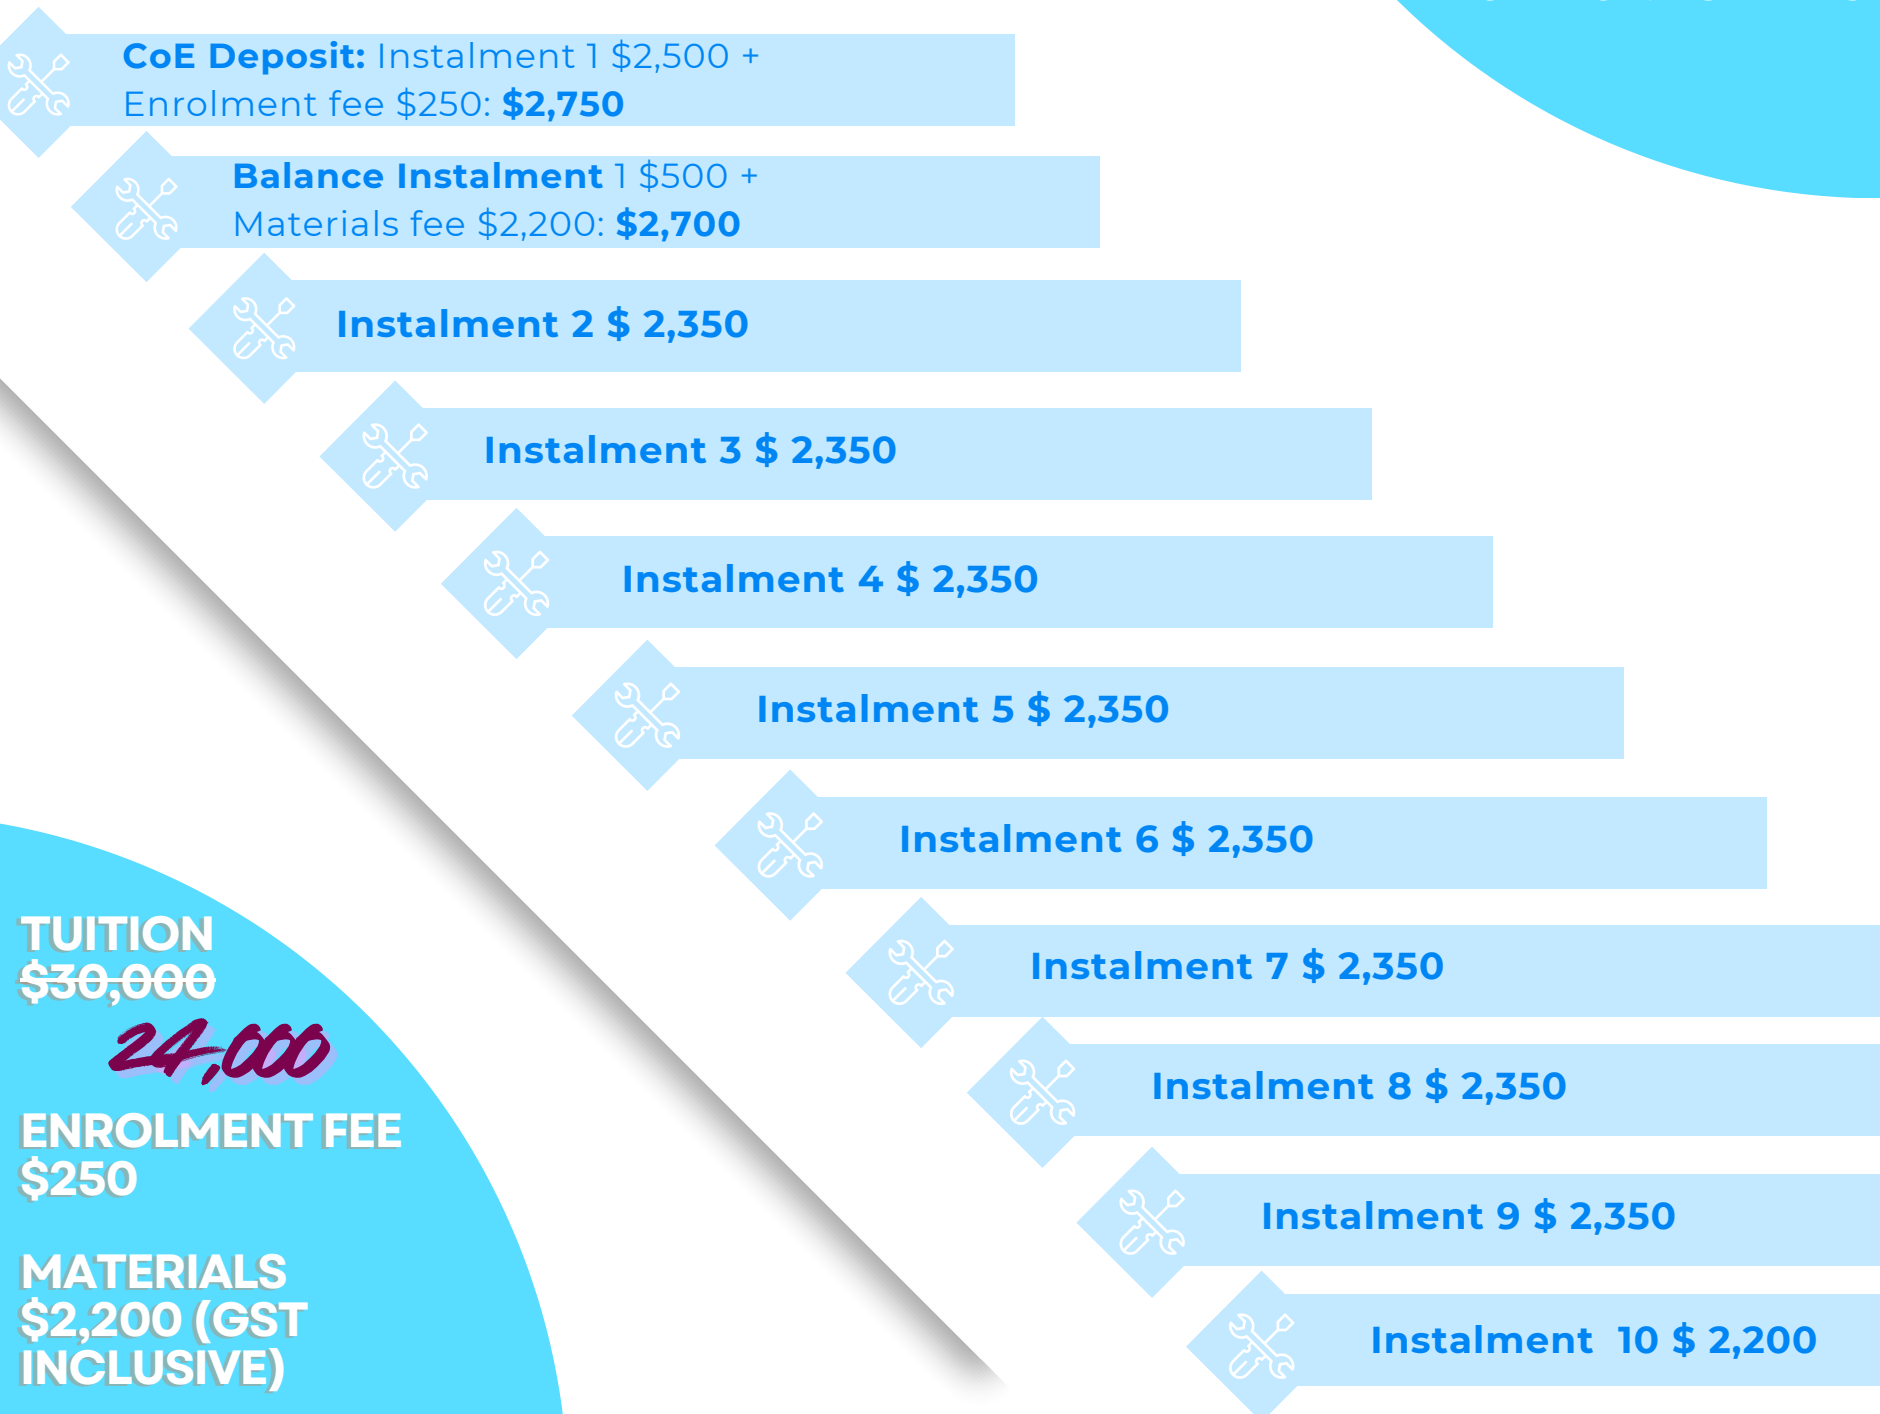 CoE Deposit: Instalment 1 $2,500 +
Enrolment fee $250: $2,750
Balance Instalment 1 $500 +
Materials fee $2,200: $2,700
Instalment 2 $ 2,350
Instalment 3 $ 2,350
Instalment 4 $ 2,350
Instalment 5 $ 2,350
Instalment 6 $ 2,350
Instalment 7 $ 2,350
Instalment 8 $ 2,350
Instalment 9 $ 2,350
Instalment 10 $ 2,200
TUITION
$30,000
24,000
ENROLMENT FEE
$250
MATERIALS
$2,200 (GST
INCLUSIVE)